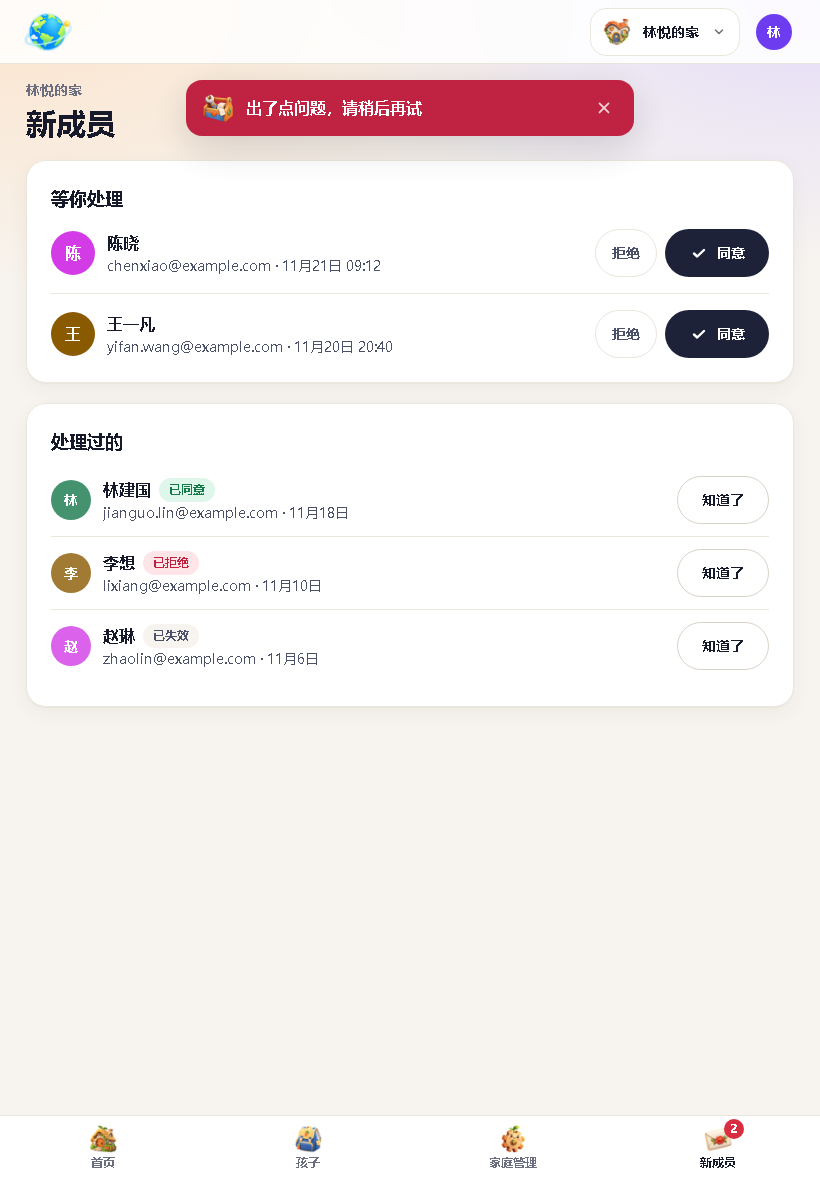 林悦的家
林
林悦的家
新成员
出了点问题，请稍后再试
等你处理
陈
陈晓
chenxiao@example.com · 11月21日 09:12
拒绝
同意
王
王一凡
yifan.wang@example.com · 11月20日 20:40
拒绝
同意
处理过的
林
林建国 已同意
jianguo.lin@example.com · 11月18日
知道了
李
李想 已拒绝
lixiang@example.com · 11月10日
知道了
赵
赵琳 已失效
zhaolin@example.com · 11月6日
知道了
首页
孩子
家庭管理
2
新成员